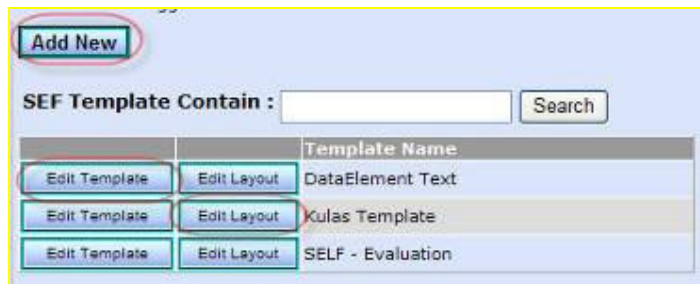 Add New
SEF Template Contain : Search
Template Name
Edit Template Edit Layout DataElement Text
Edit Template Edit Layout Kulas Template
Edit Template Edit Layout SELF - Evaluation